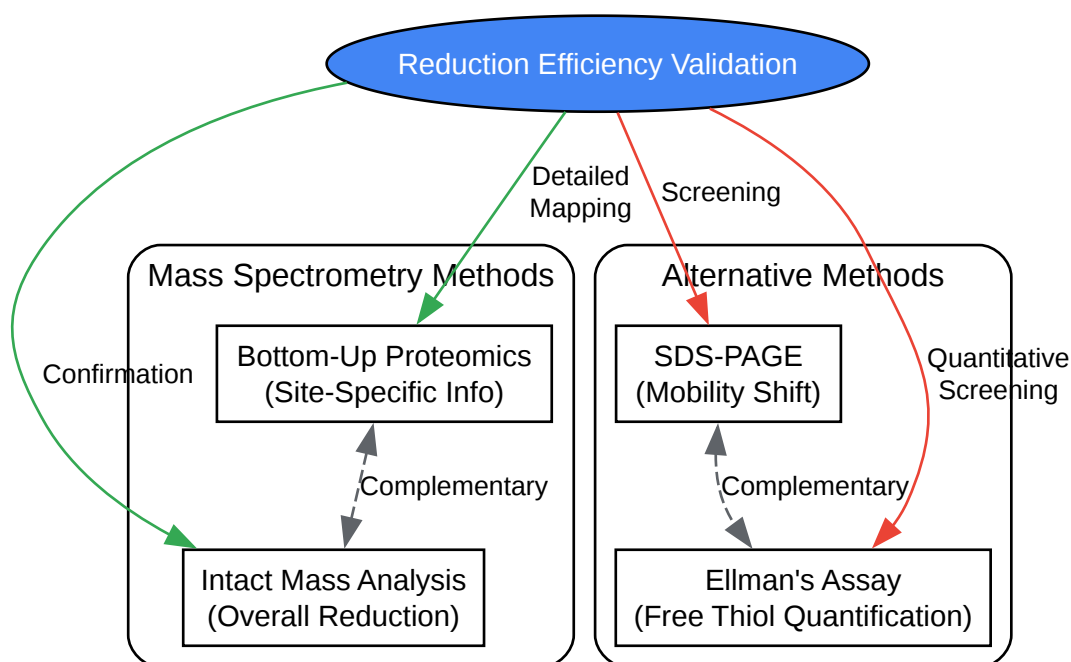 Reduction Efficiency Validation
Detailed
Mapping
Screening
Mass Spectrometry Methods
Alternative Methods
Bottom-Up Proteomics
(Site-Specific Info)
SDS-PAGE
(Mobility Shift)
Confirmation
Quantitative
Screening
Complementary
Complementary
Intact Mass Analysis
(Overall Reduction)
Ellman's Assay
(Free Thiol Quantification)